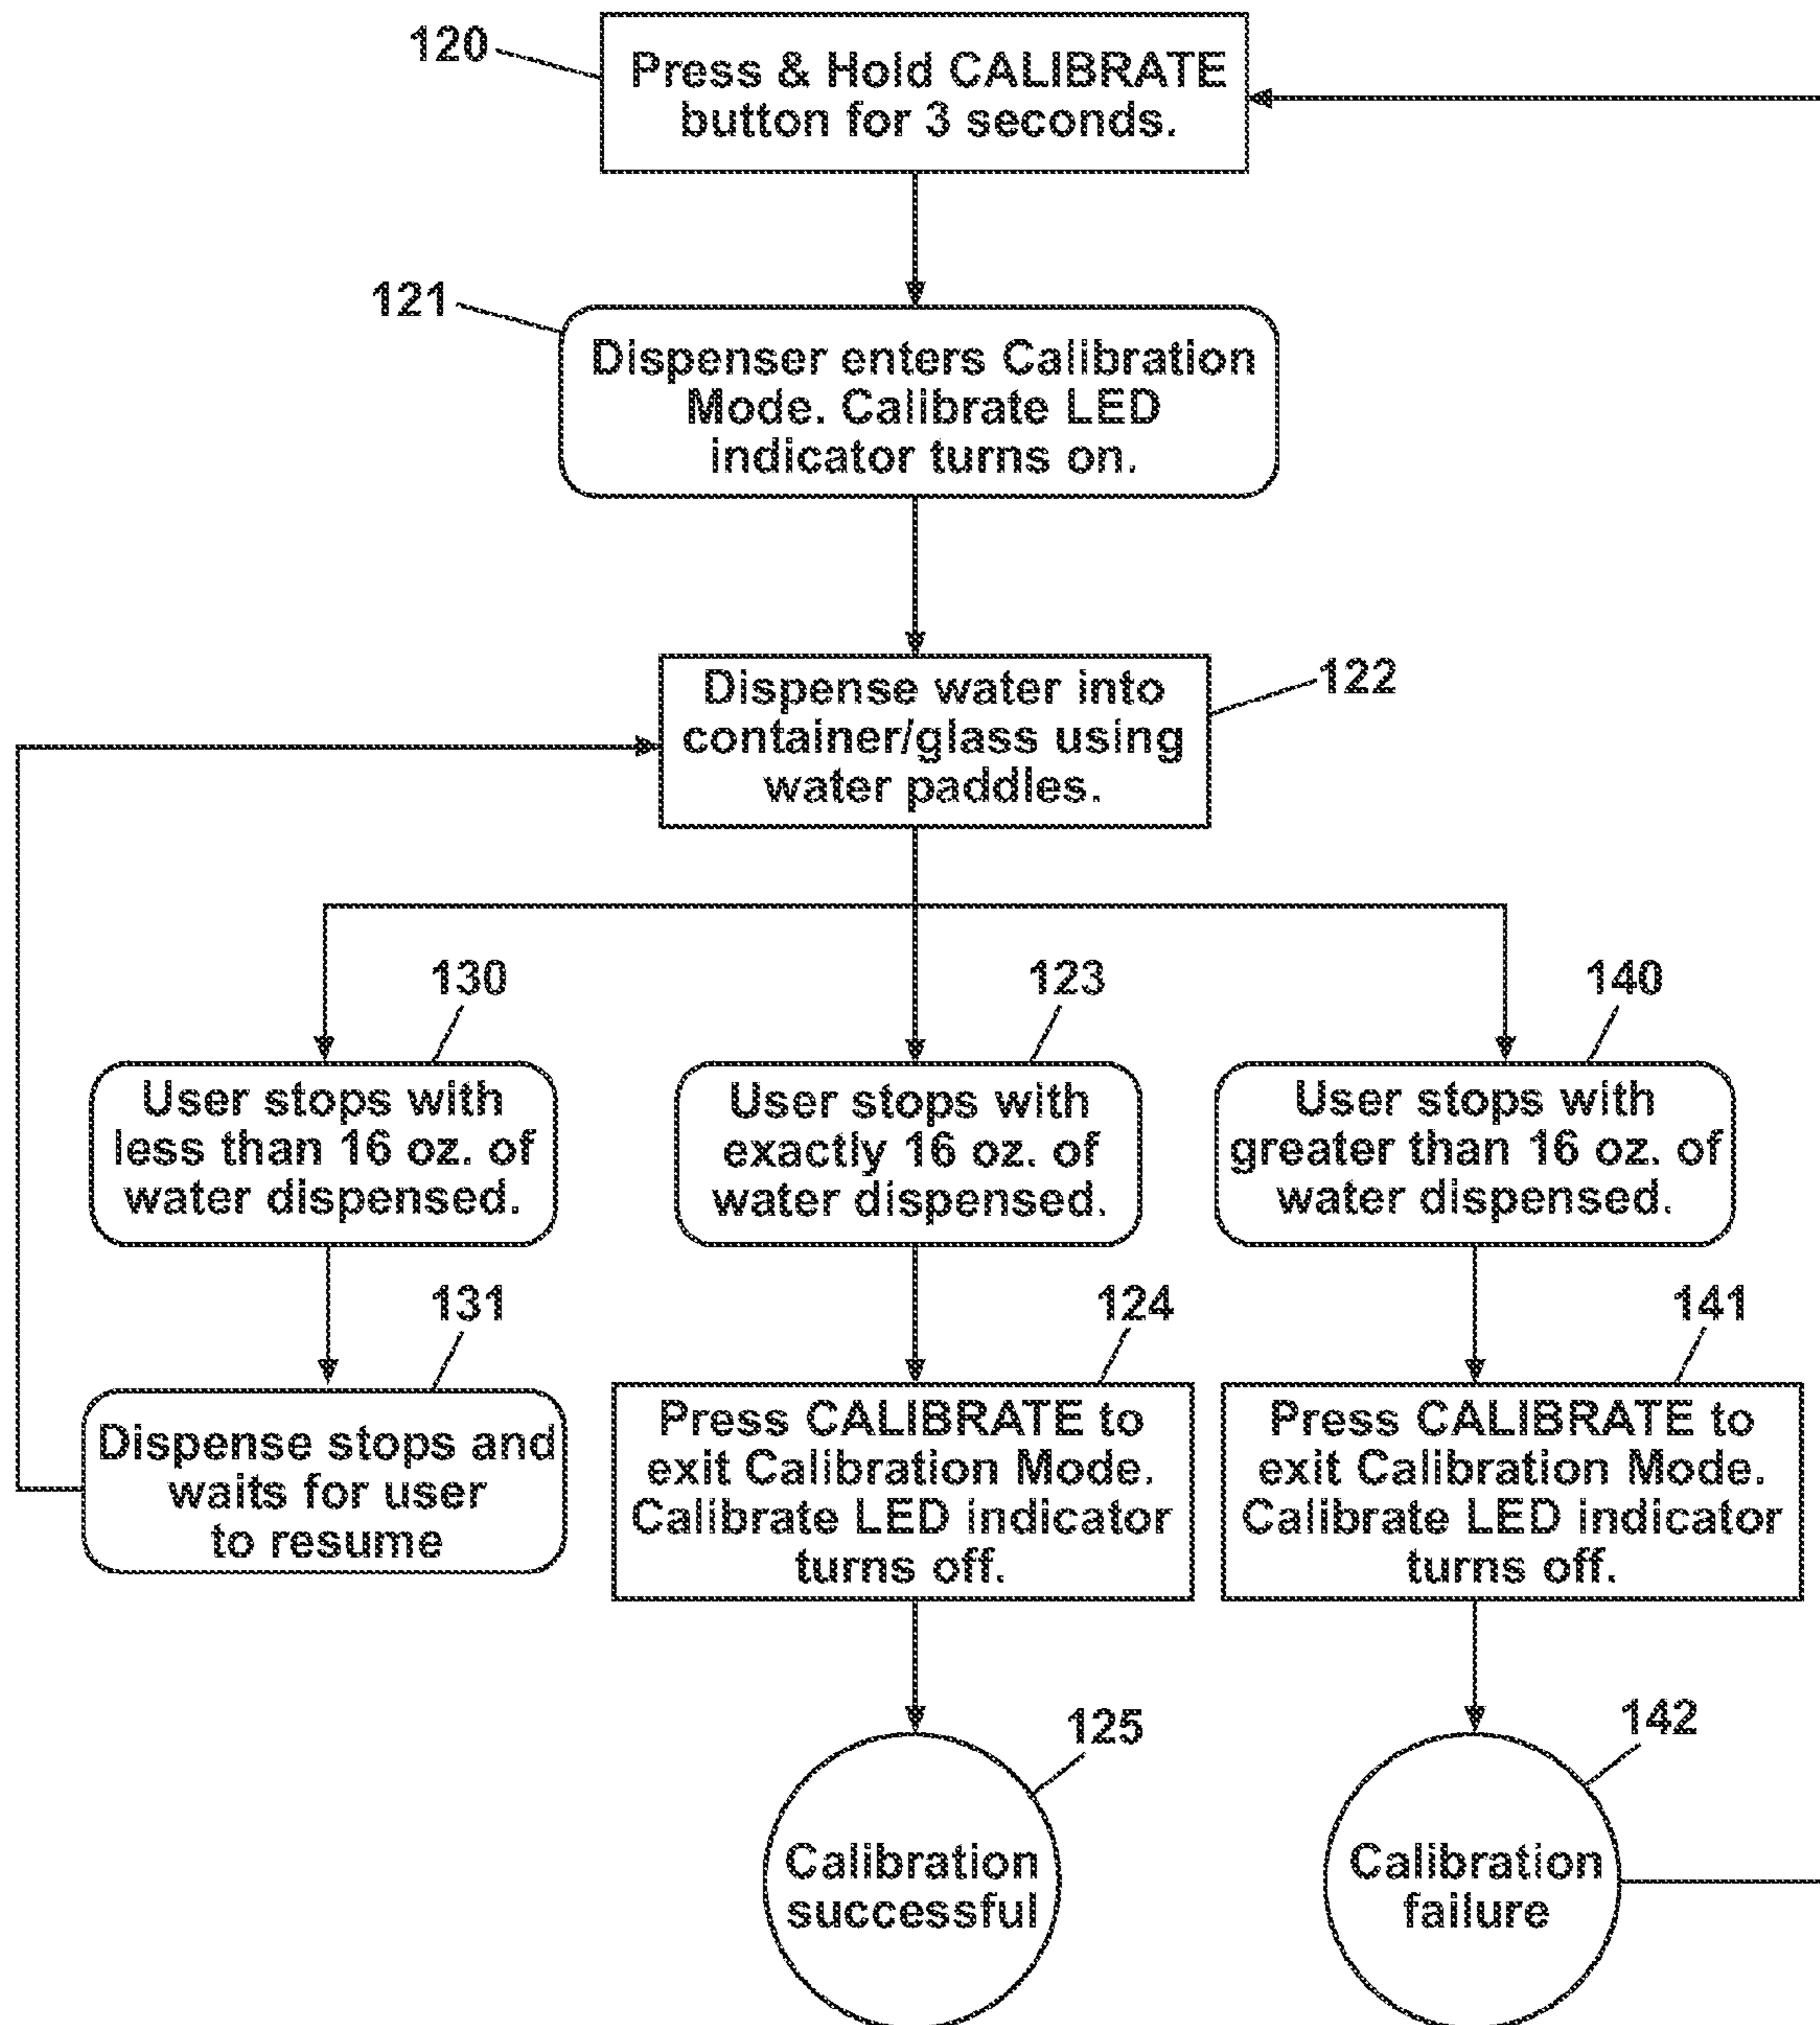 120
Press & Hold CALIBRATE
button for 3 seconds.
121
Dispenser enters Calibration
Mode. Calibrate LED
indicator turns on.
122
Dispense water into
container/glass using
water paddles.
130
User stops with
less than 16 oz. of
water dispensed.
123
User stops with
exactly 16 oz. of
water dispensed.
140
User stops with
greater than 16 oz. of
water dispensed.
131
Dispense stops and
waits for user
to resume
124
Press CALIBRATE to
exit Calibration Mode.
Calibrate LED indicator
turns off.
141
Press CALIBRATE to
exit Calibration Mode.
Calibrate LED indicator
turns off.
125
Calibration
successful
142
Calibration
failure